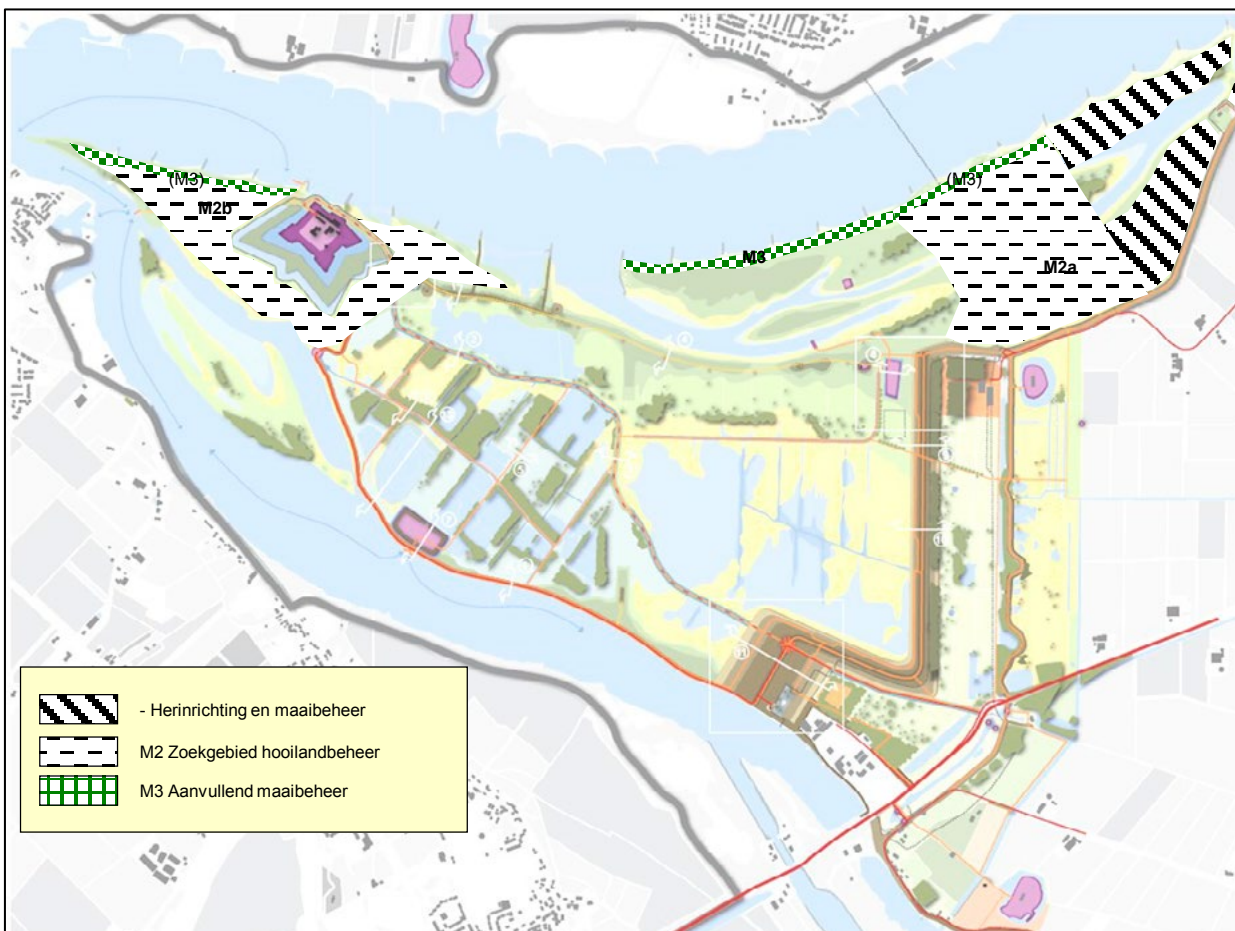 (M3)
M2b
(M3)
M3
M2a
- Herinrichting en maaibeheer
M2 Zoekgebied hooilandbeheer
M3 Aanvullend maaibeheer